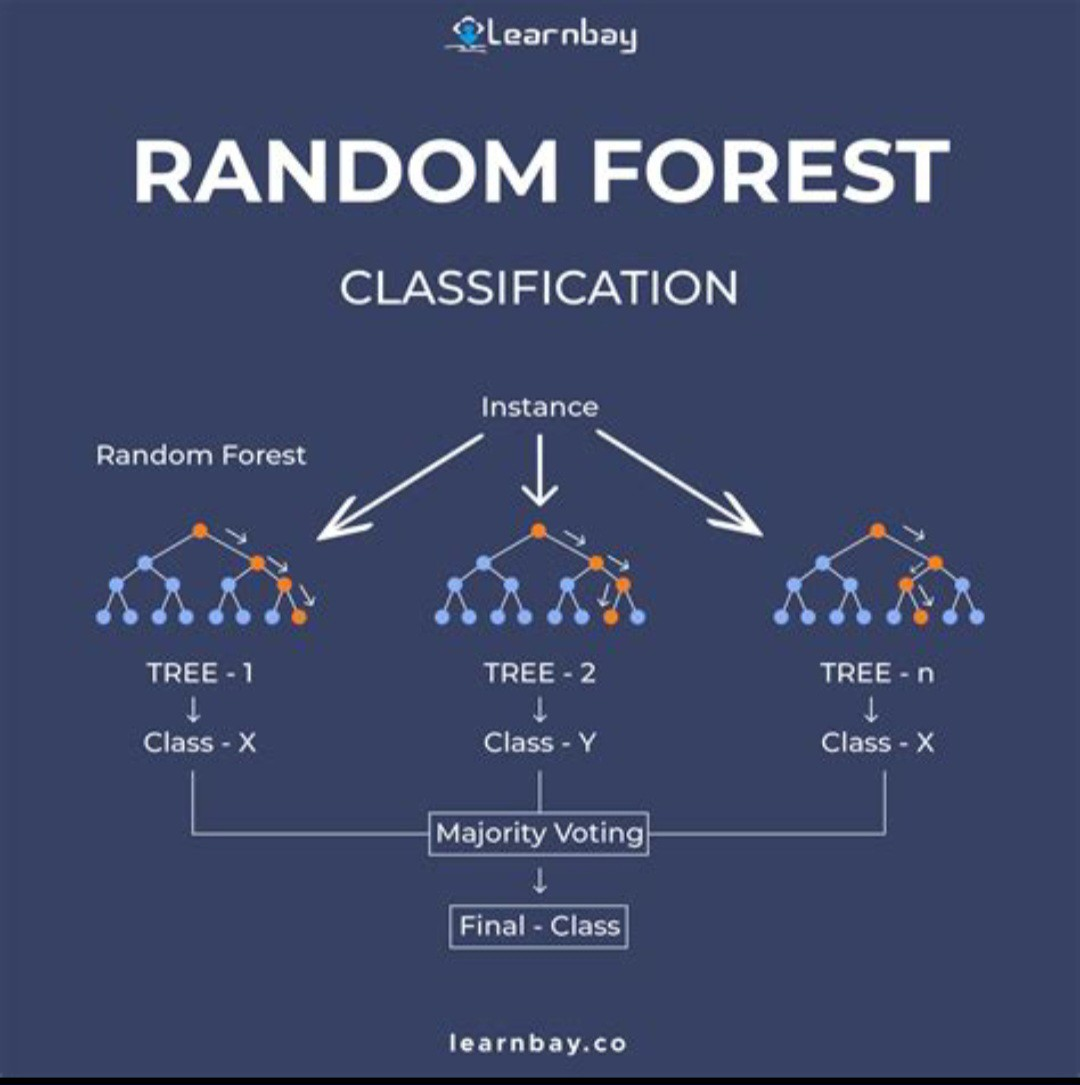 Learnbay
RANDOM FOREST
CLASSIFICATION
Instance
Random Forest
TREE - 1
TREE - 2
TREE - n
Class - X
Class - Y
Class - X
Majority Voting
Final - Class
learnbay.co